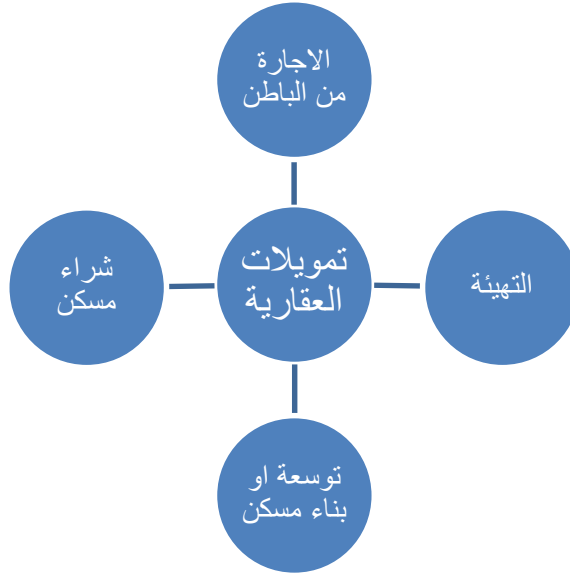 الاجارة
من الباطن
تمويلات
العقارية
التهيئة
شراء
مسكن
توسعة او
بناء مسكن